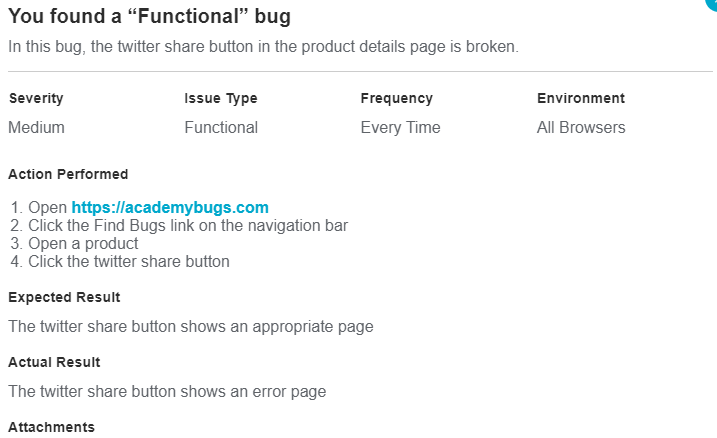 You found a “Functional” bug
In this bug, the twitter share button in the product details page is broken.
Severity Issue Type Frequency Environment
Medium Functional Every Time All Browsers
Action Performed
1. Open https://academybugs.com
2. Click the Find Bugs link on the navigation bar
3. Open a product
4. Click the twitter share button
Expected Result
The twitter share button shows an appropriate page
Actual Result
The twitter share button shows an error page
Attachments